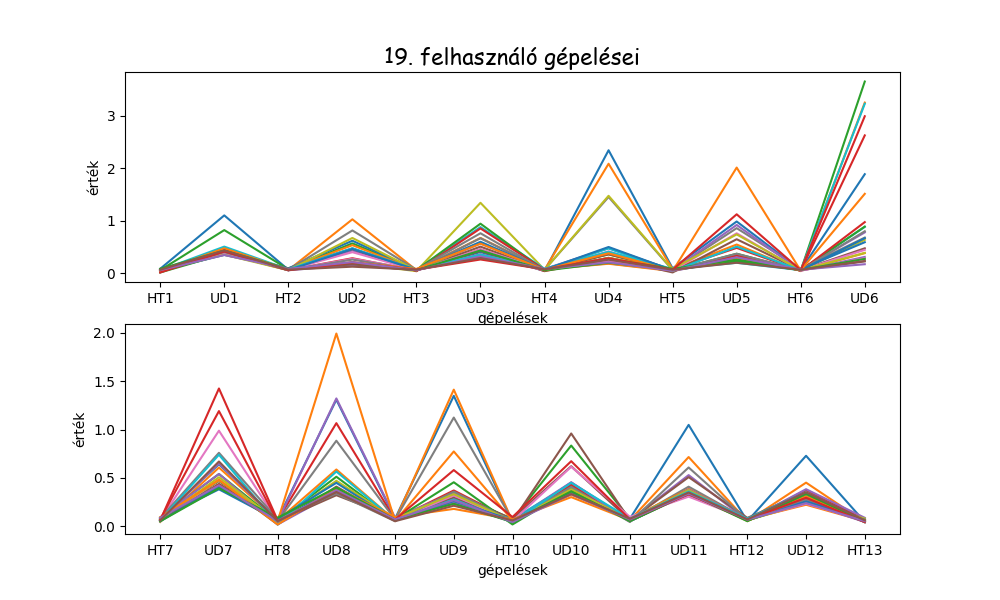 19. felhasználó gépelései
érték
3
2
1
0
HT1 UD1 HT2 UD2 HT3 UD3 HT4 UD4 HT5 UD5 HT6 UD6
gépelések
érték
2.0
1.5
1.0
0.5
0.0
HT7 UD7 HT8 UD8 HT9 UD9 HT10 UD10 HT11 UD11 HT12 UD12 HT13
gépelések